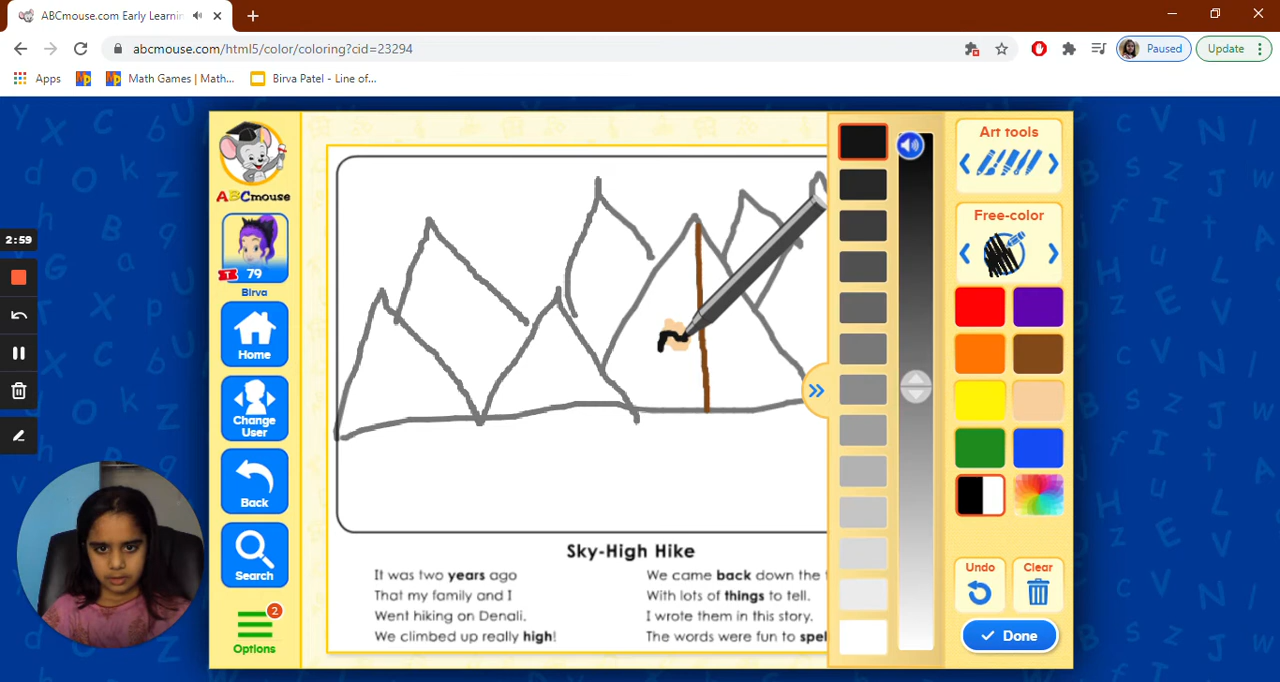 ABCmouse.com Early Learnin
abcmouse.com/html5/color/coloring?cid=23294
Paused
Update
Apps
Math Games | Math...
Birva Patel - Line of...
ABCmouse
79
Birva
Home
Change
User
Back
Search
2
Options
2:59
Sky-High Hike
It was two years ago
That my family and I
Went hiking on Denali.
We climbed up really high!
We came back down the
With lots of things to tell.
I wrote them in this story.
The words were fun to spel
Art tools
Free-color
Undo
Clear
Done